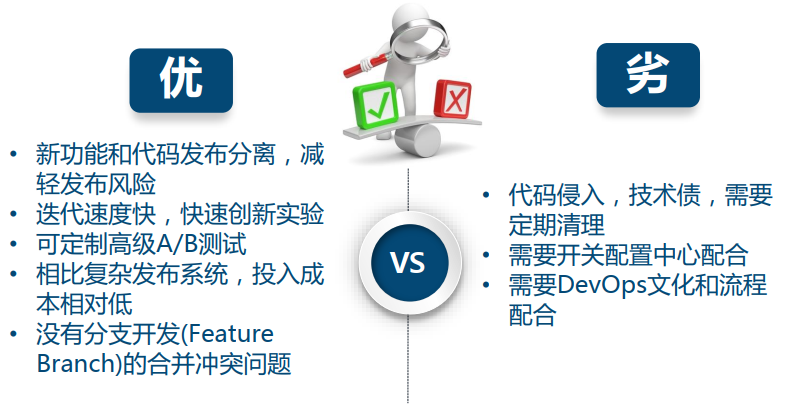 优
新功能和代码发布分离，减
轻发布风险
迭代速度快，快速创新实验
可定制高级A/B测试
相比复杂发布系统，投入成
本相对低
没有分支开发(Feature
Branch)的合并冲突问题
VS
劣
代码侵入，技术债，需要
定期清理
需要开关配置中心配合
需要DevOps文化和流程
配合